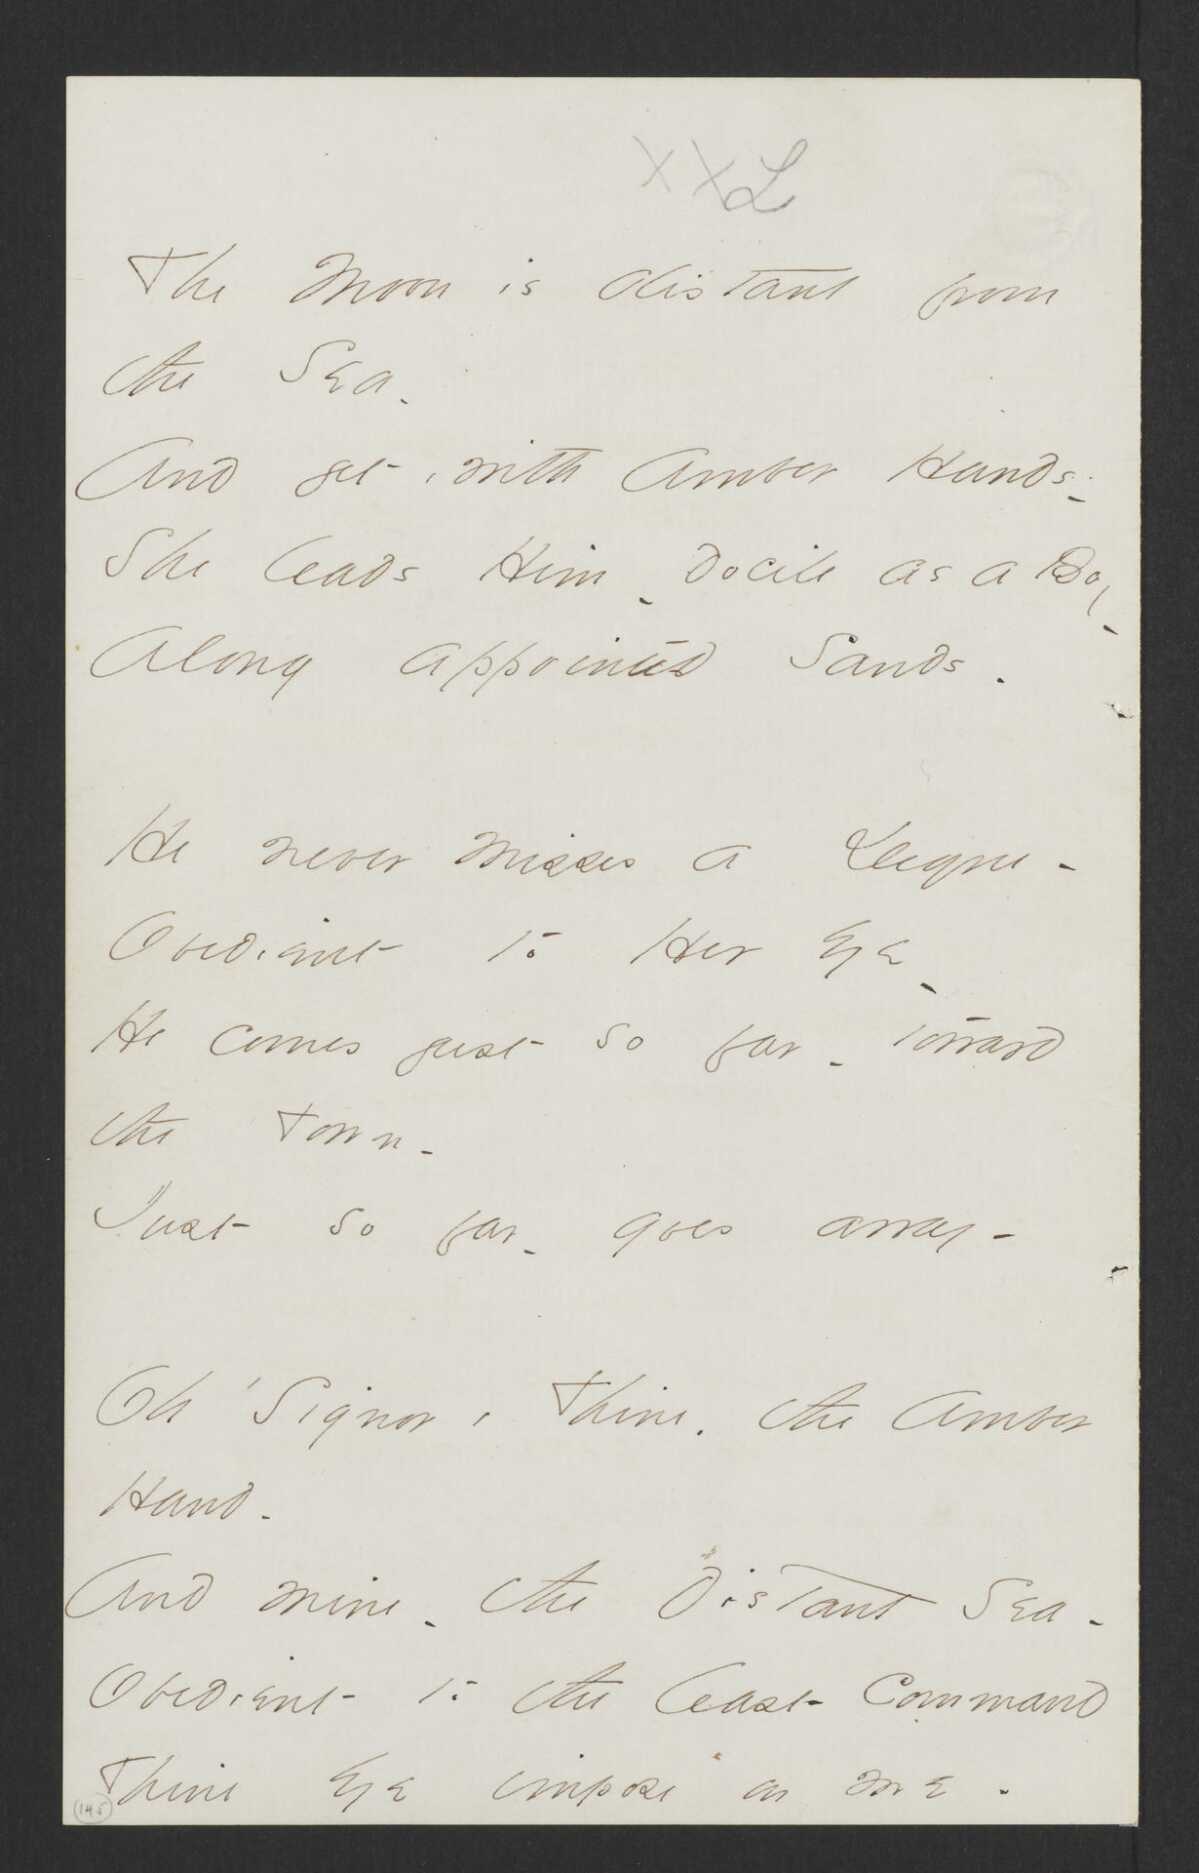 XXL
The Moon is distant from
the Sea -
And yet, with Amber Hands -
She leads Him - docile as a Boy -
Along appointed Sands -
He never misses a Degree -
Obedient to Her Eye -
He comes just so far - toward
the Town -
Just so far - goes away -
Oh, Signor, Thine, the Amber
Hand -
And mine - the distant Sea -
Obedient to the least command
Thine Eye impose on me -
(145)